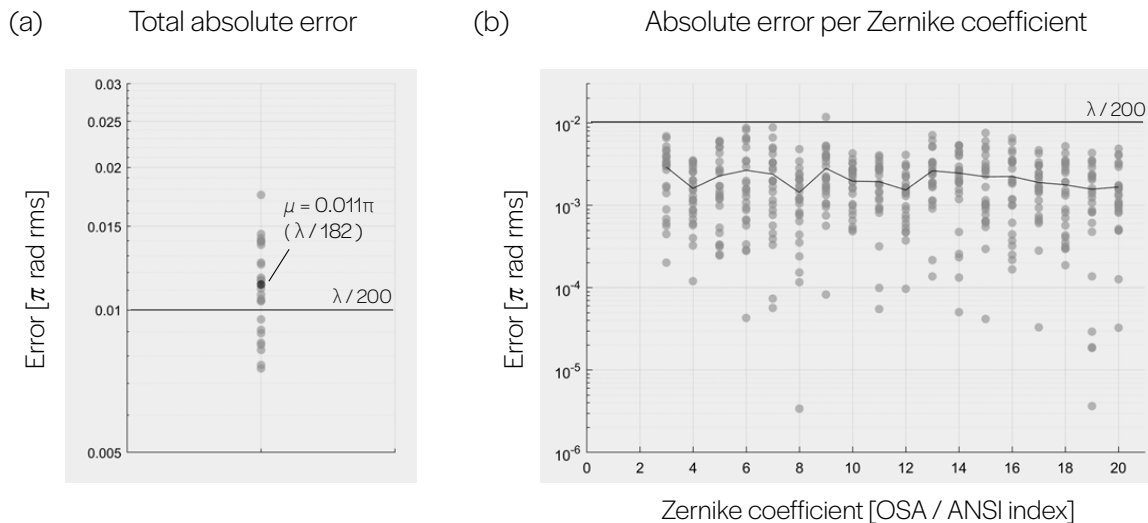 (a)
Total absolute error
Error [π rad rms]
0.03
0.025
0.02
0.015
0.01
0.005
μ = 0.011π
(λ / 182)
λ / 200
(b)
Absolute error per Zernike coefficient
Error [π rad rms]
10⁻²
10⁻³
10⁻⁴
10⁻⁵
10⁻⁶
λ / 200
0 2 4 6 8 10 12 14 16 18 20
Zernike coefficient [OSA / ANSI index]